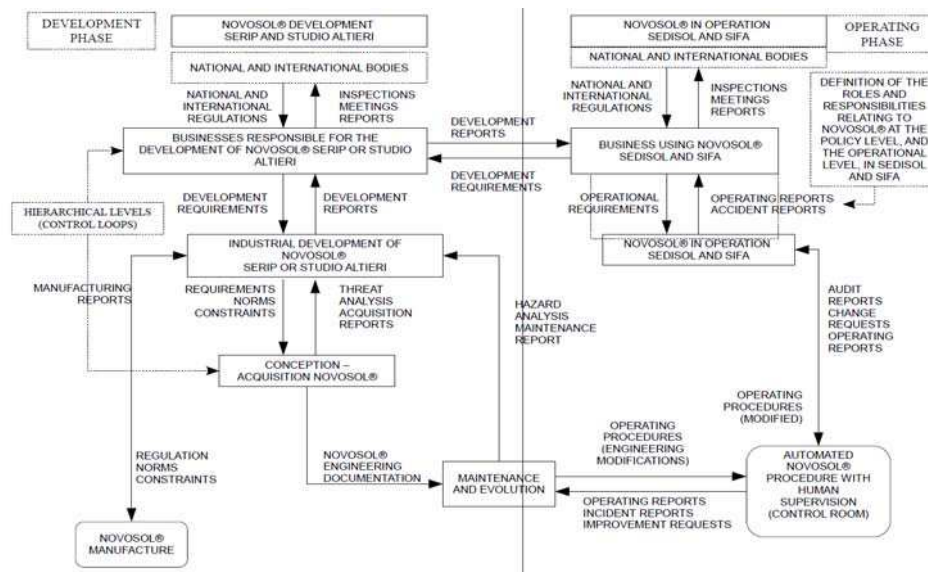 DEVELOPMENT
PHASE
NOVOSOL® DEVELOPMENT
SERIP AND STUDIO ALTIERI
NATIONAL AND INTERNATIONAL BODIES
NATIONAL AND
INTERNATIONAL
REGULATIONS
INSPECTIONS
MEETINGS
REPORTS
BUSINESSES RESPONSIBLE FOR THE
DEVELOPMENT OF NOVOSOL® SERIP OR STUDIO
ALTIERI
DEVELOPMENT
REPORTS
DEVELOPMENT
REQUIREMENTS
DEVELOPMENT
REQUIREMENTS
DEVELOPMENT
REPORTS
HIERARCHICAL LEVELS
(CONTROL LOOPS)
INDUSTRIAL DEVELOPMENT OF
NOVOSOL®
SERIP OR STUDIO ALTIERI
MANUFACTURING
REPORTS
REQUIREMENTS
NORMS
CONSTRAINTS
THREAT
ANALYSIS
ACQUISITION
REPORTS
HAZARD
ANALYSIS
MAINTENANCE
REPORT
CONCEPTION –
ACQUISITION NOVOSOL®
REGULATION
NORMS
CONSTRAINTS
NOVOSOL®
ENGINEERING
DOCUMENTATION
MAINTENANCE
AND EVOLUTION
NOVOSOL®
MANUFACTURE
NOVOSOL® IN OPERATION
SEDISOL AND SIFA
NATIONAL AND INTERNATIONAL BODIES
OPERATING
PHASE
NATIONAL AND
INTERNATIONAL
REGULATIONS
INSPECTIONS
MEETINGS
REPORTS
DEFINITION OF THE
ROLES AND
RESPONSIBILITIES
RELATING TO
NOVOSOL® AT THE
POLICY LEVEL, AND
THE OPERATIONAL
LEVEL, IN SEDISOL
AND SIFA
BUSINESS USING NOVOSOL®
SEDISOL AND SIFA
OPERATIONAL
REQUIREMENTS
OPERATING REPORTS
ACCIDENT REPORTS
NOVOSOL® IN OPERATION
SEDISOL AND SIFA
AUDIT
REPORTS
CHANGE
REQUESTS
OPERATING
REPORTS
OPERATING
PROCEDURES
(MODIFIED)
OPERATING
PROCEDURES
(ENGINEERING
MODIFICATIONS)
OPERATING REPORTS
INCIDENT REPORTS
IMPROVEMENT REQUESTS
AUTOMATED
NOVOSOL®
PROCEDURE WITH
HUMAN
SUPERVISION
(CONTROL ROOM)